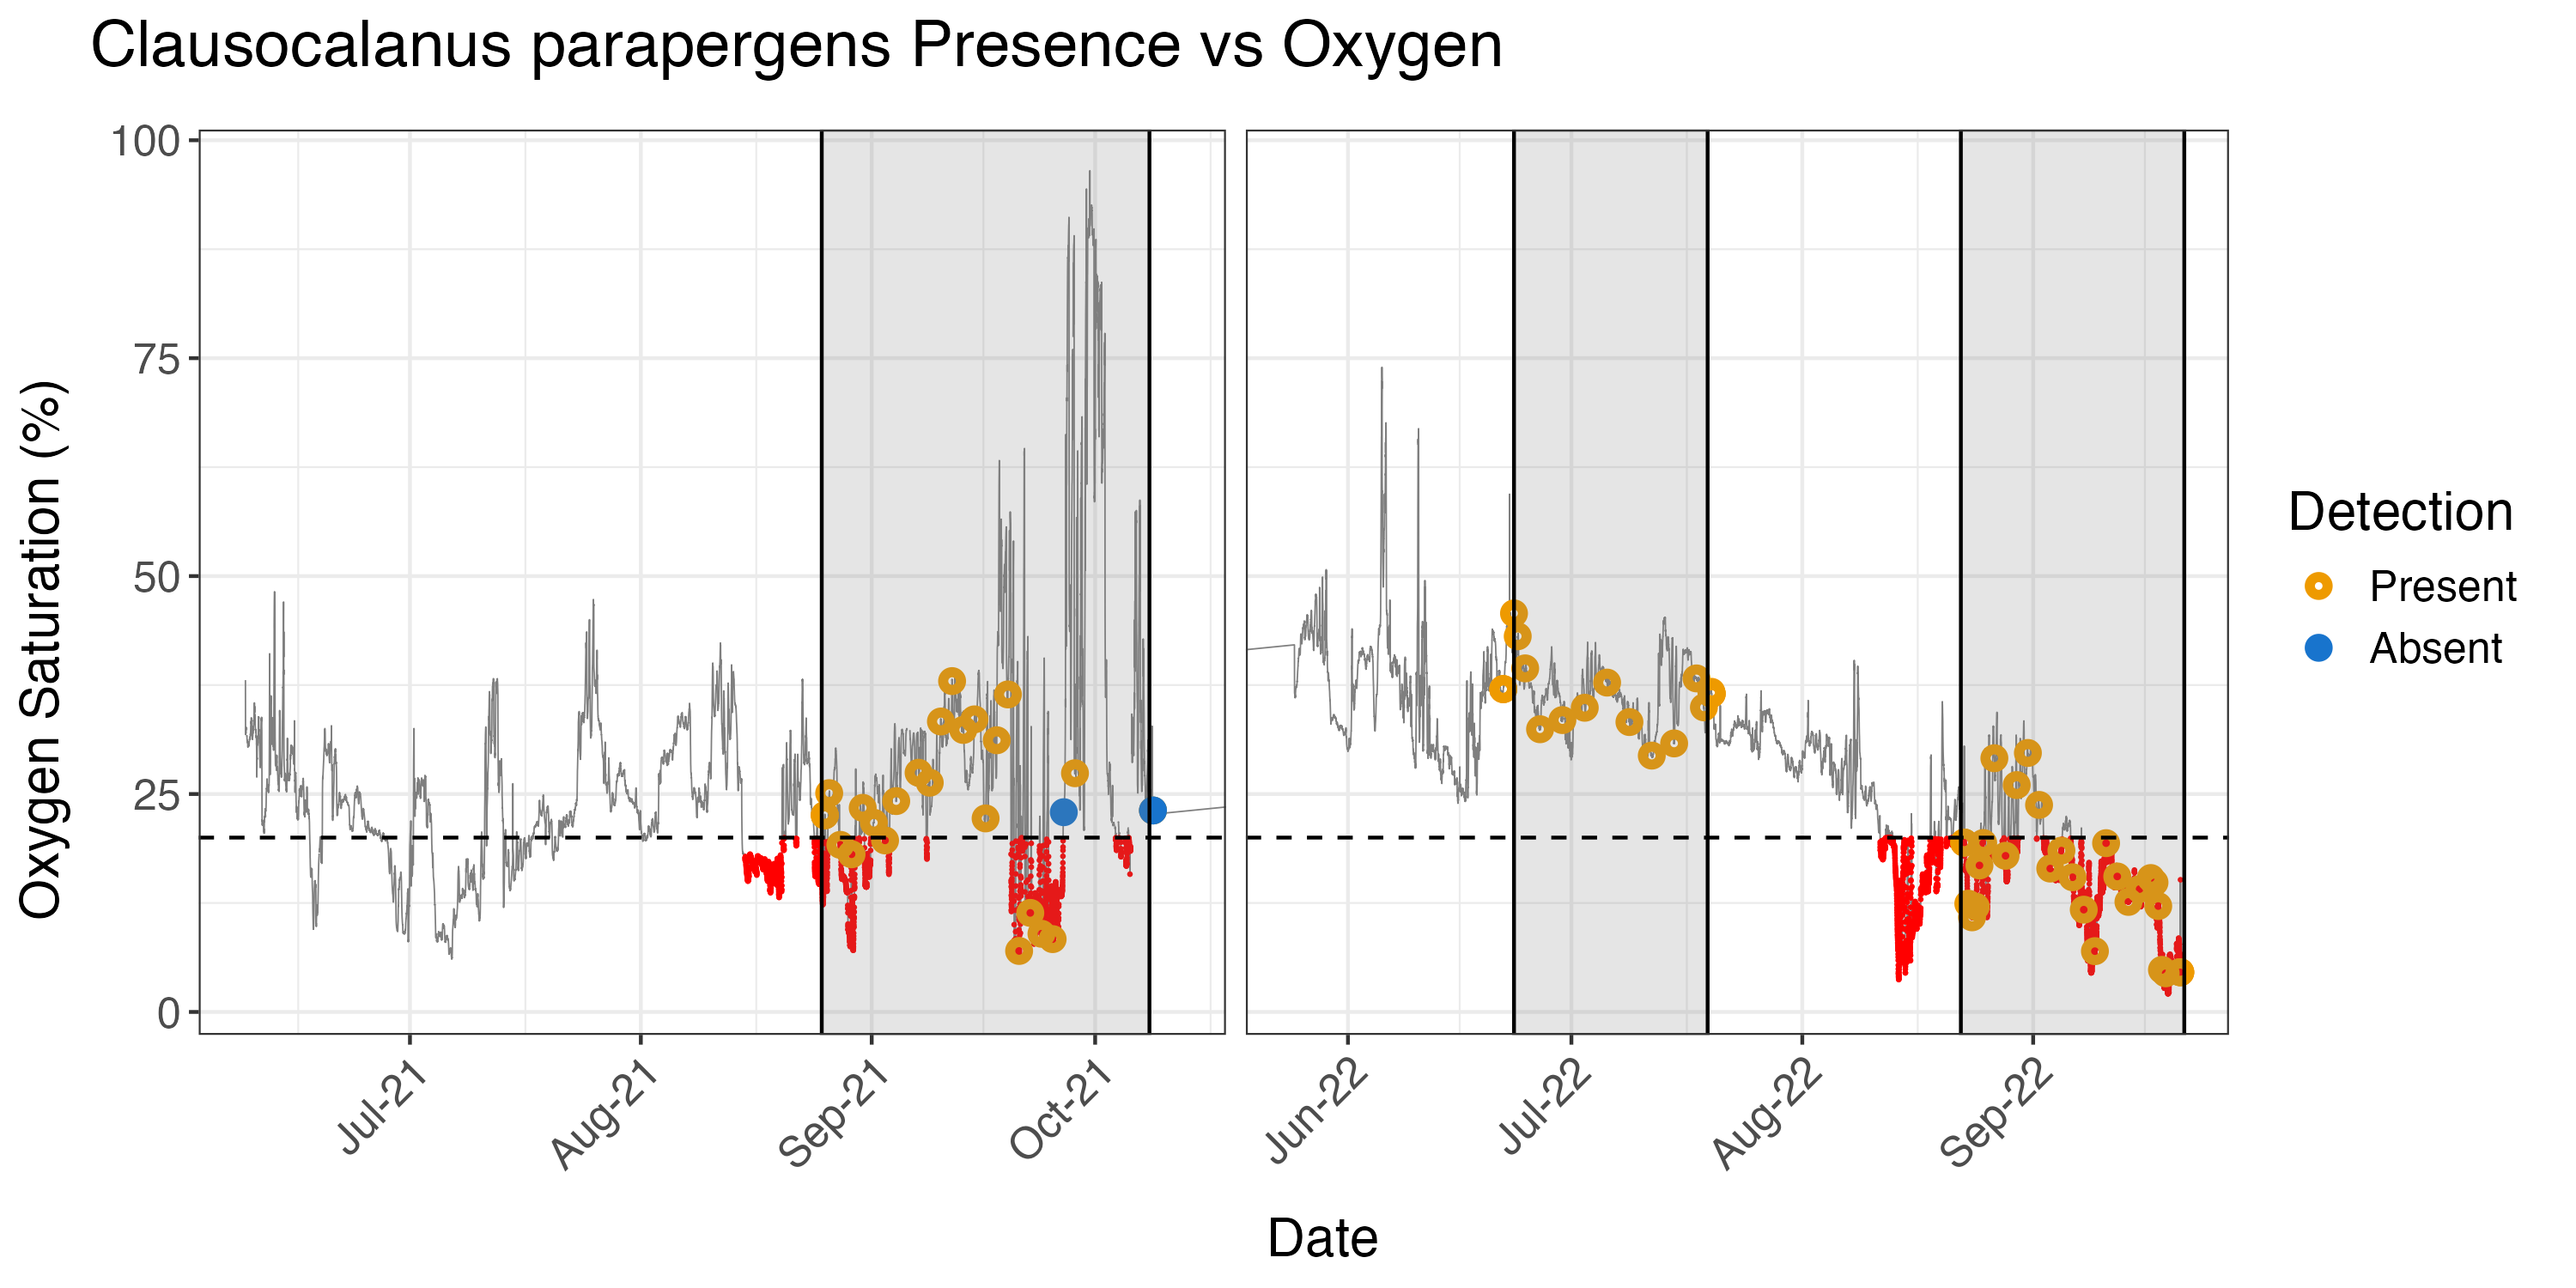 Clausocalanus parapergens Presence vs Oxygen
Oxygen Saturation (%)
100
75
50
25
0
Jul-21
Aug-21
Sep-21
Oct-21
Jun-22
Jul-22
Aug-22
Sep-22
Date
Detection
Present
Absent